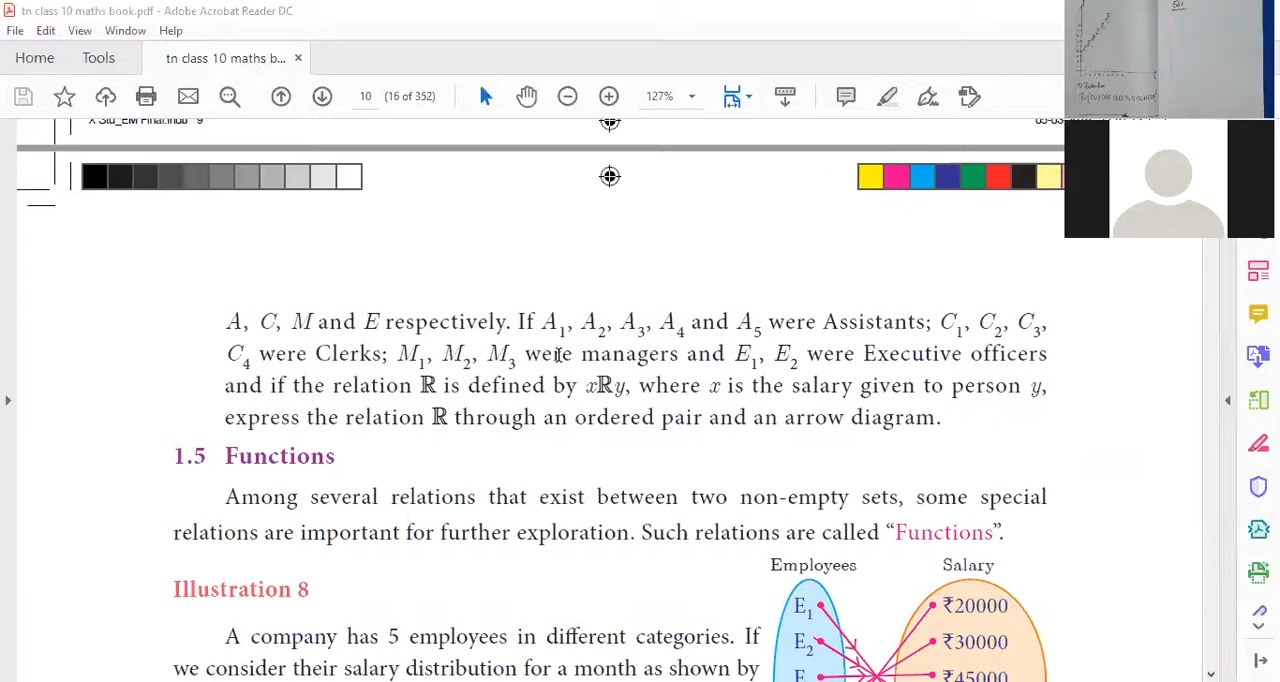 tn class 10 maths book.pdf - Adobe Acrobat Reader DC
File Edit View Window Help
Home Tools tn class 10 maths b... ×
10 (16 of 352) 127%
X Std_EM Final.indb 9
A, C, M and E respectively. If A₁, A₂, A₃, A₄ and A₅ were Assistants; C₁, C₂, C₃,
C₄ were Clerks; M₁, M₂, M₃ were managers and E₁, E₂ were Executive officers
and if the relation ℝ is defined by xℝy, where x is the salary given to person y,
express the relation ℝ through an ordered pair and an arrow diagram.
1.5 Functions
Among several relations that exist between two non-empty sets, some special
relations are important for further exploration. Such relations are called “Functions”.
Employees Salary
Illustration 8
E₁ ₹20000
A company has 5 employees in different categories. If
E₂ ₹30000
we consider their salary distribution for a month as shown by
₹45000